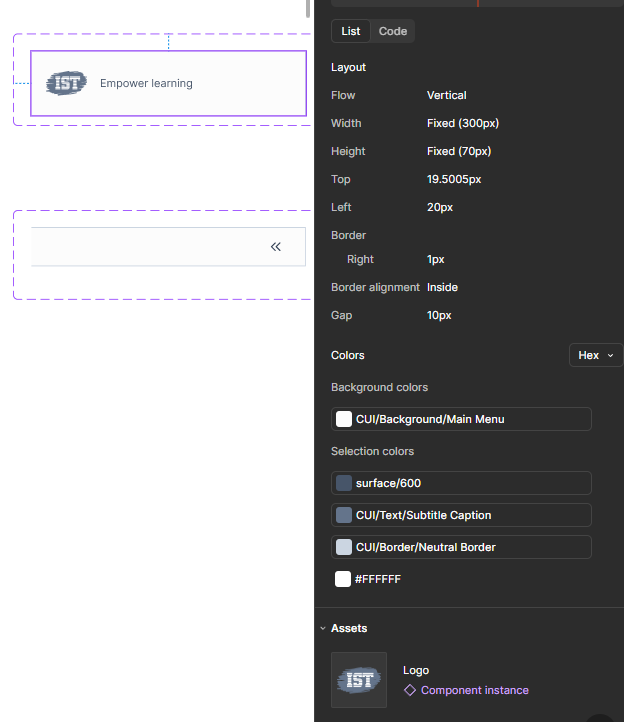 IST Empower learning
List Code
Layout
Flow Vertical
Width Fixed (300px)
Height Fixed (70px)
Top 19.5005px
Left 20px
Border
Right 1px
Border alignment Inside
Gap 10px
Colors Hex
Background colors
CUI/Background/Main Menu
Selection colors
surface/600
CUI/Text/Subtitle Caption
CUI/Border/Neutral Border
#FFFFFF
Assets
IST Logo
Component instance